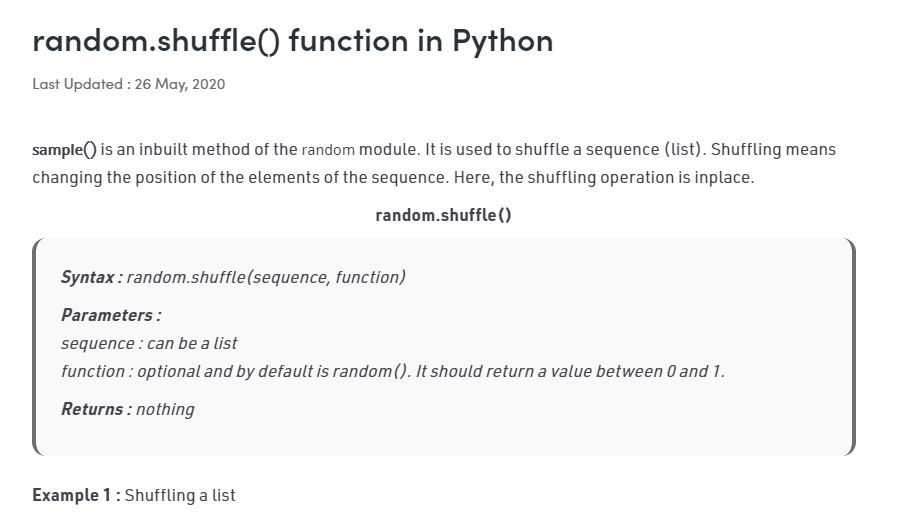 random.shuffle() function in Python
Last Updated : 26 May, 2020
sample() is an inbuilt method of the random module. It is used to shuffle a sequence (list). Shuffling means
changing the position of the elements of the sequence. Here, the shuffling operation is inplace.
random.shuffle()
Syntax : random.shuffle(sequence, function)
Parameters :
sequence : can be a list
function : optional and by default is random(). It should return a value between 0 and 1.
Returns : nothing
Example 1 : Shuffling a list